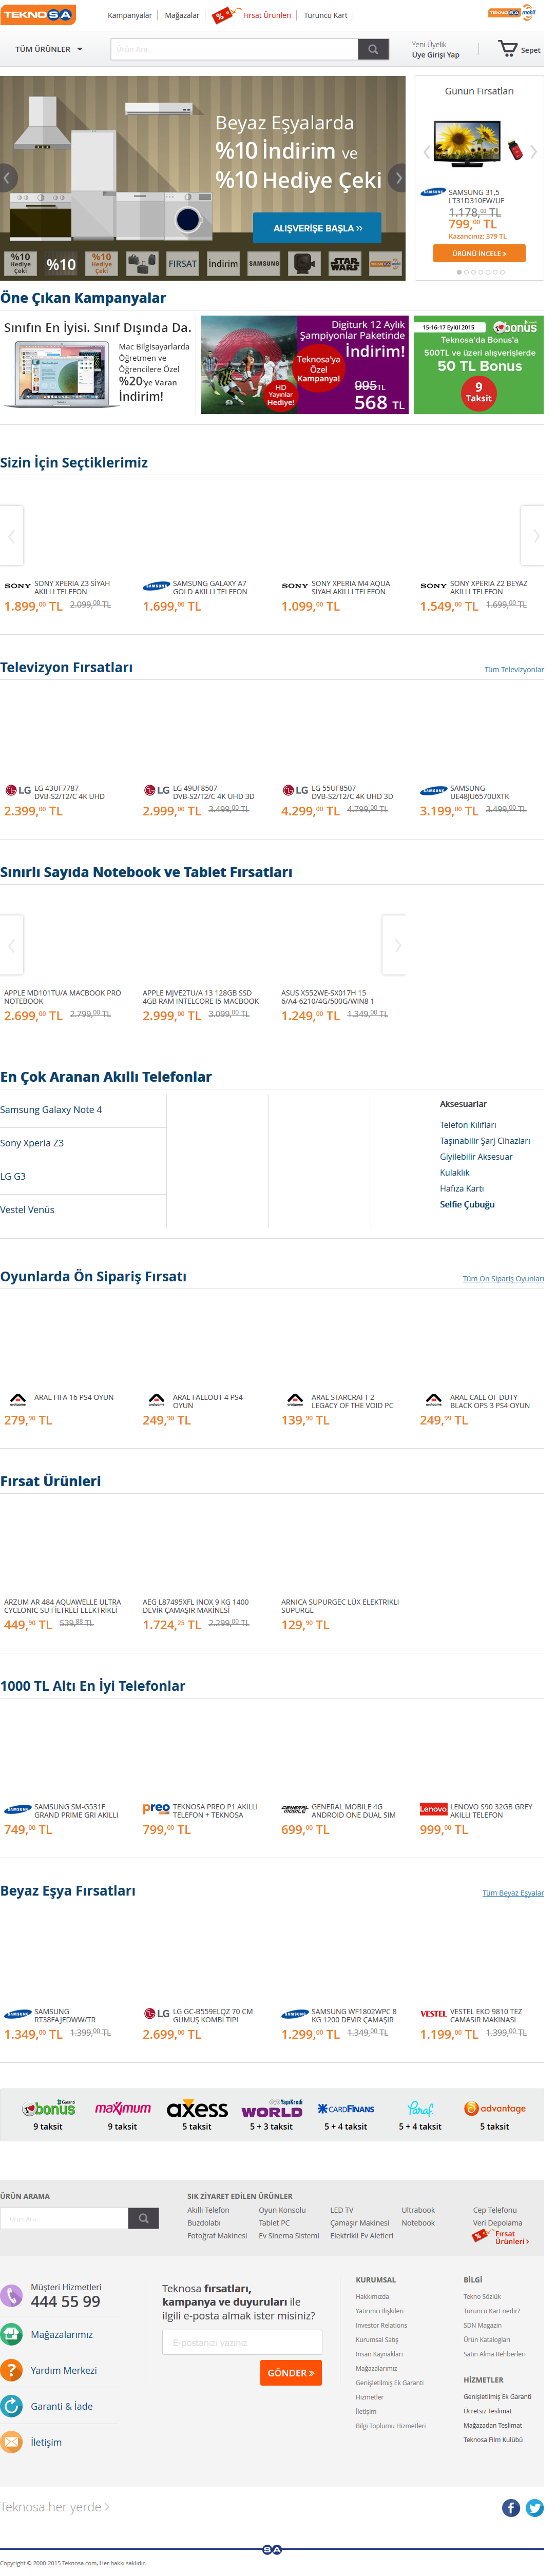 TEKNOSA
Kampanyalar
Mağazalar
Fırsat Ürünleri
Turuncu Kart
TEKNOSA mobil
TÜM ÜRÜNLER
Ürün Ara
Yeni Üyelik
Üye Girişi Yap
Sepet
Beyaz Eşyalarda
%10 İndirim ve
%10 Hediye Çeki
ALIŞVERİŞE BAŞLA >>
%10 Hediye Çeki
%10
%10 Hediye Çeki
FIRSAT
İndirim
SAMSUNG
STAR WARS
Günün Fırsatları
SAMSUNG
SAMSUNG 31,5
LT31D310EW/UF
1.178,00 TL
799,00 TL
Kazancınız: 379 TL
ÜRÜNÜ İNCELE »
Öne Çıkan Kampanyalar
Sınıfın En İyisi. Sınıf Dışında Da.
Mac Bilgisayarlarda
Öğretmen ve
Öğrencilere Özel
%20'ye Varan
İndirim!
Digiturk 12 Aylık
Şampiyonlar Paketinde
İndirim!
Teknosa'ya
Özel
Kampanya!
HD
Yayınlar
Hediye!
995TL
568 TL
15-16-17 Eylül 2015
bonus
Teknosa'da Bonus'a
500TL ve üzeri alışverişlerde
50 TL Bonus
9
Taksit
Sizin İçin Seçtiklerimiz
SONY
SONY XPERIA Z3 SİYAH
AKILLI TELEFON
1.899,00 TL 2.099,00 TL
SAMSUNG
SAMSUNG GALAXY A7
GOLD AKILLI TELEFON
1.699,00 TL
SONY
SONY XPERIA M4 AQUA
SİYAH AKILLI TELEFON
1.099,00 TL
SONY
SONY XPERIA Z2 BEYAZ
AKILLI TELEFON
1.549,00 TL 1.699,00 TL
Televizyon Fırsatları
Tüm Televizyonlar
LG
LG 43UF7787
DVB-S2/T2/C 4K UHD
2.399,00 TL
LG
LG 49UF8507
DVB-S2/T2/C 4K UHD 3D
2.999,00 TL 3.499,00 TL
LG
LG 55UF8507
DVB-S2/T2/C 4K UHD 3D
4.299,00 TL 4.799,00 TL
SAMSUNG
SAMSUNG
UE48JU6570UXTK
3.199,00 TL 3.499,00 TL
Sınırlı Sayıda Notebook ve Tablet Fırsatları
APPLE MD101TU/A MACBOOK PRO
NOTEBOOK
2.699,00 TL 2.799,00 TL
APPLE MJVE2TU/A 13 128GB SSD
4GB RAM INTELCORE I5 MACBOOK
2.999,00 TL 3.099,00 TL
ASUS X552WE-SX017H 15
6/A4-6210/4G/500G/WIN8 1
1.249,00 TL 1.349,00 TL
En Çok Aranan Akıllı Telefonlar
Samsung Galaxy Note 4
Sony Xperia Z3
LG G3
Vestel Venüs
Aksesuarlar
Telefon Kılıfları
Taşınabilir Şarj Cihazları
Giyilebilir Aksesuar
Kulaklık
Hafıza Kartı
Selfie Çubuğu
Oyunlarda Ön Sipariş Fırsatı
Tüm Ön Sipariş Oyunları
ARAL FIFA 16 PS4 OYUN
279,90 TL
ARAL FALLOUT 4 PS4
OYUN
249,90 TL
ARAL STARCRAFT 2
LEGACY OF THE VOID PC
139,90 TL
ARAL CALL OF DUTY
BLACK OPS 3 PS4 OYUN
249,99 TL
Fırsat Ürünleri
ARZUM AR 484 AQUAWELLE ULTRA
CYCLONIC SU FİLTRELİ ELEKTRİKLİ
449,90 TL 539,88 TL
AEG L87495XFL INOX 9 KG 1400
DEVİR ÇAMAŞIR MAKİNESİ
1.724,25 TL 2.299,00 TL
ARNICA SUPURGEC LÜX ELEKTRIKLI
SUPURGE
129,90 TL
1000 TL Altı En İyi Telefonlar
SAMSUNG
SAMSUNG SM-G531F
GRAND PRIME GRI AKILLI
749,00 TL
preo
TEKNOSA PREO P1 AKILLI
TELEFON + TEKNOSA
799,00 TL
GENERAL MOBILE
GENERAL MOBILE 4G
ANDROID ONE DUAL SIM
699,00 TL
Lenovo
LENOVO S90 32GB GREY
AKILLI TELEFON
999,00 TL
Beyaz Eşya Fırsatları
Tüm Beyaz Eşyalar
SAMSUNG
SAMSUNG
RT38FAJEDWW/TR
1.349,00 TL 1.399,00 TL
LG
LG GC-B559ELQZ 70 CM
GÜMÜŞ KOMBİ TİPİ
2.699,00 TL
SAMSUNG
SAMSUNG WF1802WPC 8
KG 1200 DEVIR ÇAMAŞIR
1.299,00 TL 1.349,00 TL
VESTEL
VESTEL EKO 9810 TEZ
CAMASIR MAKINASI
1.199,00 TL 1.399,00 TL
Garanti
bonus
9 taksit
maximum
9 taksit
axess
5 taksit
YapıKredi
WORLD
5 + 3 taksit
CARDFINANS
5 + 4 taksit
Paraf
5 + 4 taksit
advantage
5 taksit
ÜRÜN ARAMA
Ürün Ara
SIK ZİYARET EDİLEN ÜRÜNLER
Akıllı Telefon
Buzdolabı
Fotoğraf Makinesi
Oyun Konsolu
Tablet PC
Ev Sinema Sistemi
LED TV
Çamaşır Makinesi
Elektrikli Ev Aletleri
Ultrabook
Notebook
Cep Telefonu
Veri Depolama
Fırsat
Ürünleri
Müşteri Hizmetleri
444 55 99
Mağazalarımız
Yardım Merkezi
Garanti & İade
İletişim
Teknosa fırsatları,
kampanya ve duyuruları ile
ilgili e-posta almak ister misiniz?
E-postanızı yazınız
GÖNDER »
KURUMSAL
Hakkımızda
Yatırımcı İlişkileri
Investor Relations
Kurumsal Satış
İnsan Kaynakları
Mağazalarımız
Genişletilmiş Ek Garanti
Hizmetler
İletişim
Bilgi Toplumu Hizmetleri
BİLGİ
Tekno Sözlük
Turuncu Kart nedir?
SDN Magazin
Ürün Katalogları
Satın Alma Rehberleri
HİZMETLER
Genişletilmiş Ek Garanti
Ücretsiz Teslimat
Mağazadan Teslimat
Teknosa Film Kulübü
Teknosa her yerde >
SA
Copyright © 2000-2015 Teknosa.com, Her hakkı saklıdır.